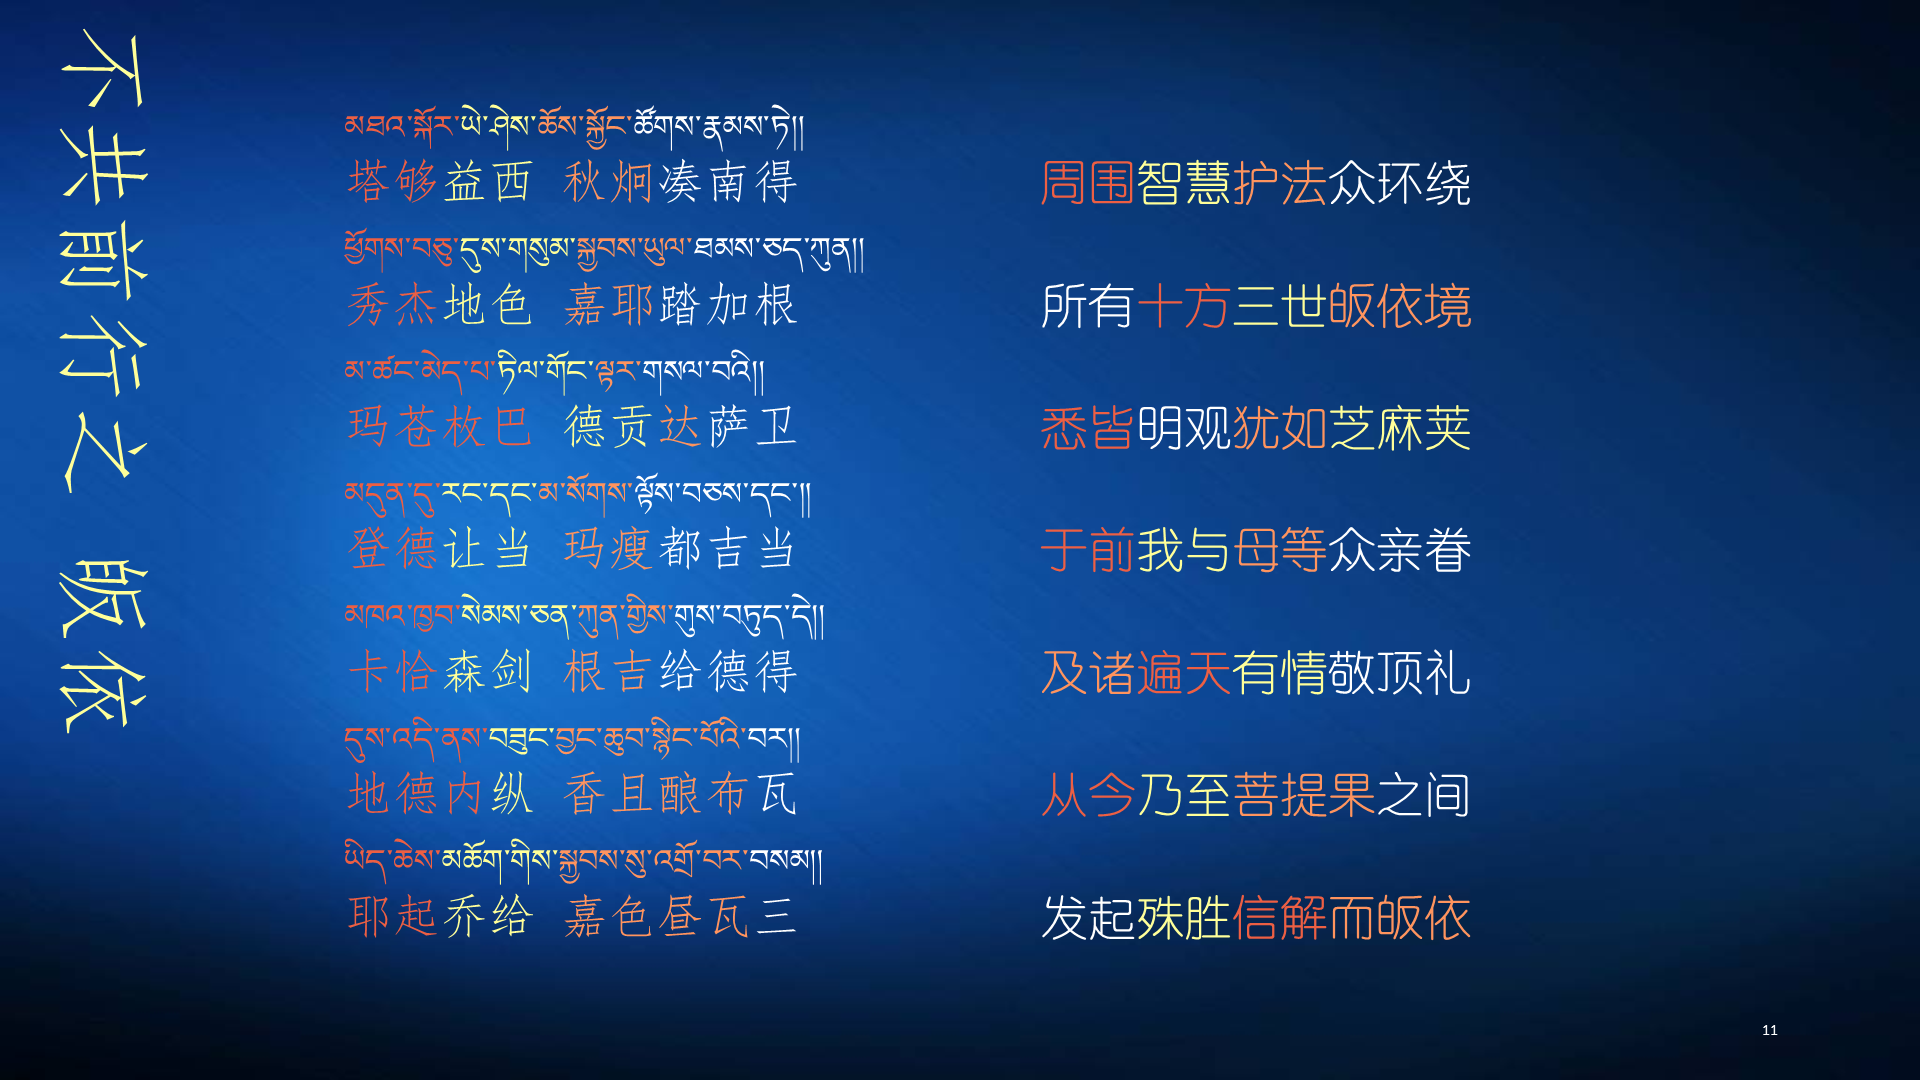 不共前行之 皈依
མཐའ་སྐོར་ཡེ་ཤེས་ཆོས་སྐྱོང་ཚོགས་རྣམས་ཏེ།།
塔够益西 秋炯凑南得
周围智慧护法众环绕
ཕྱོགས་བཅུ་དུས་གསུམ་སྐྱབས་ཡུལ་ཐམས་ཅད་ཀུན།།
秀杰地色 嘉耶踏加根
所有十方三世皈依境
མ་ཚང་མེད་པ་ཏིལ་གོང་ལྟར་གསལ་བའི།།
玛苍枚巴 德贡达萨卫
悉皆明观犹如芝麻荚
མདུན་དུ་རང་དང་མ་སོགས་ལྟོས་བཅས་དང་།།
登德让当 玛瘦都吉当
于前我与母等众亲眷
མཁའ་ཁྱབ་སེམས་ཅན་ཀུན་གྱིས་གུས་བཏུད་དེ།།
卡恰森剑 根吉给德得
及诸遍天有情敬顶礼
དུས་འདི་ནས་བཟུང་བྱང་ཆུབ་སྙིང་པོའི་བར།།
地德内纵 香且酿布瓦
从今乃至菩提果之间
ཡིད་ཆེས་མཆོག་གིས་སྐྱབས་སུ་འགྲོ་བར་བསམ།།
耶起乔给 嘉色昼瓦三
发起殊胜信解而皈依
11